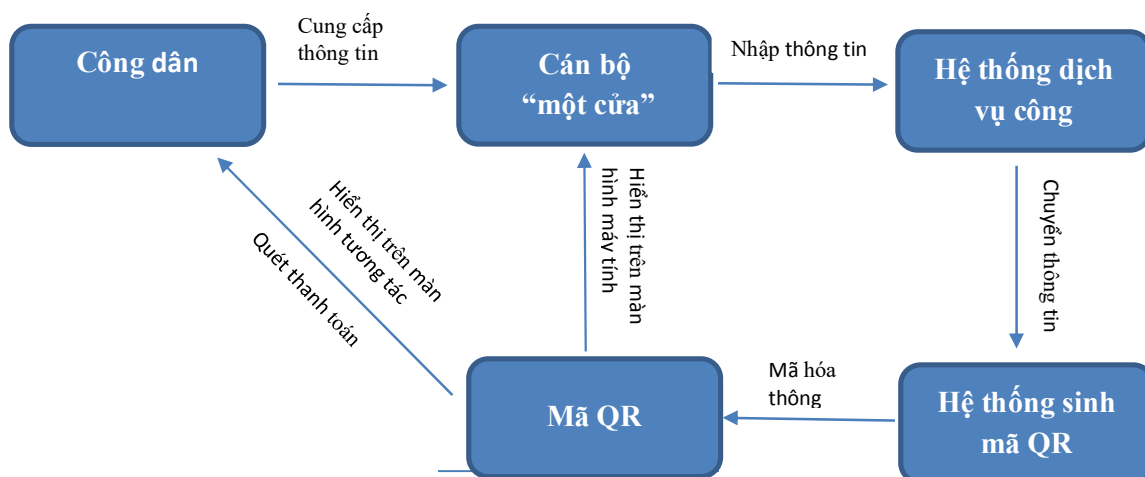 Công dân
Cung cấp
thông tin
Cán bộ
“một cửa”
Nhập thông tin
Hệ thống dịch
vụ công
Hiển thị trên màn
hình tương tác
Quét thanh toán
Hiển thị trên màn
hình máy tính
Chuyển thông tin
Mã QR
Mã hóa
thông
Hệ thống sinh
mã QR